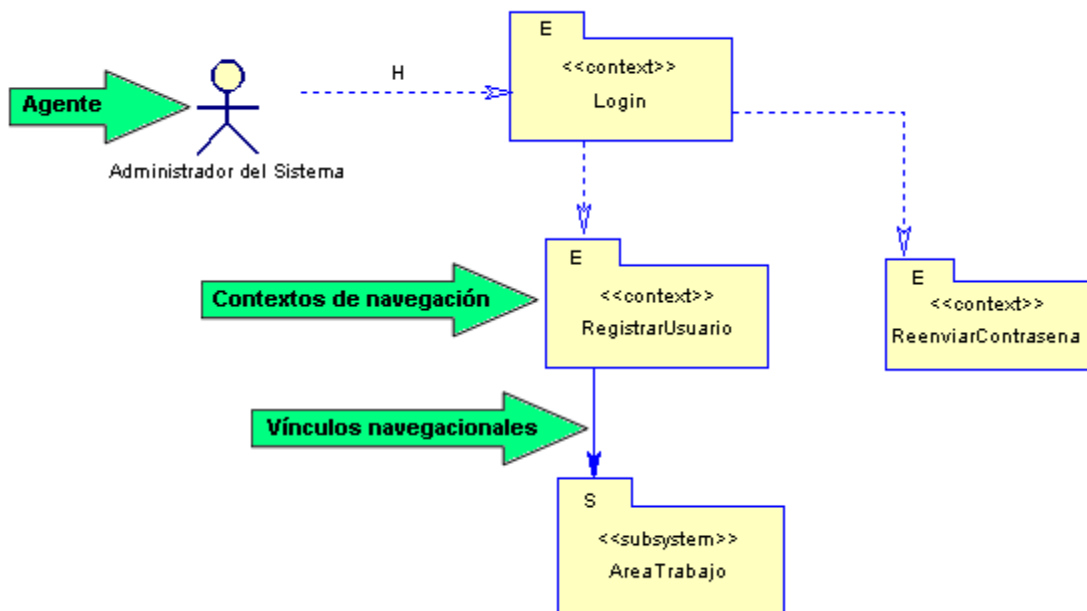 E
<<context>>
Login
H
Agente
Administrador del Sistema
E
<<context>>
RegistrarUsuario
E
<<context>>
ReenviarContrasena
Contextos de navegación
Vínculos navegacionales
S
<<subsystem>>
AreaTrabajo